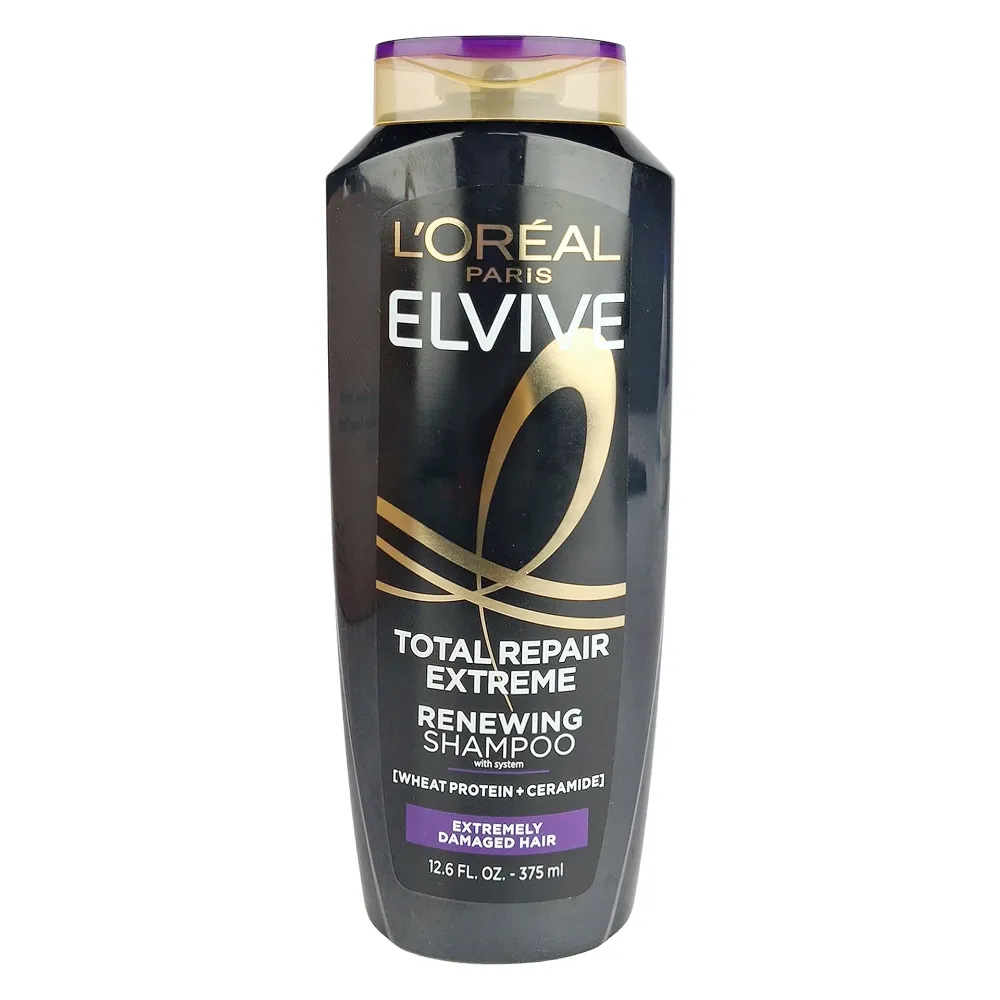 L'ORÉAL
PARiS
ELVIVE
TOTAL REPAIR
EXTREME
RENEWING
SHAMPOO
with system
[WHEAT PROTEIN + CERAMIDE]
EXTREMELY
DAMAGED HAIR
12.6 FL. OZ. - 375 ml